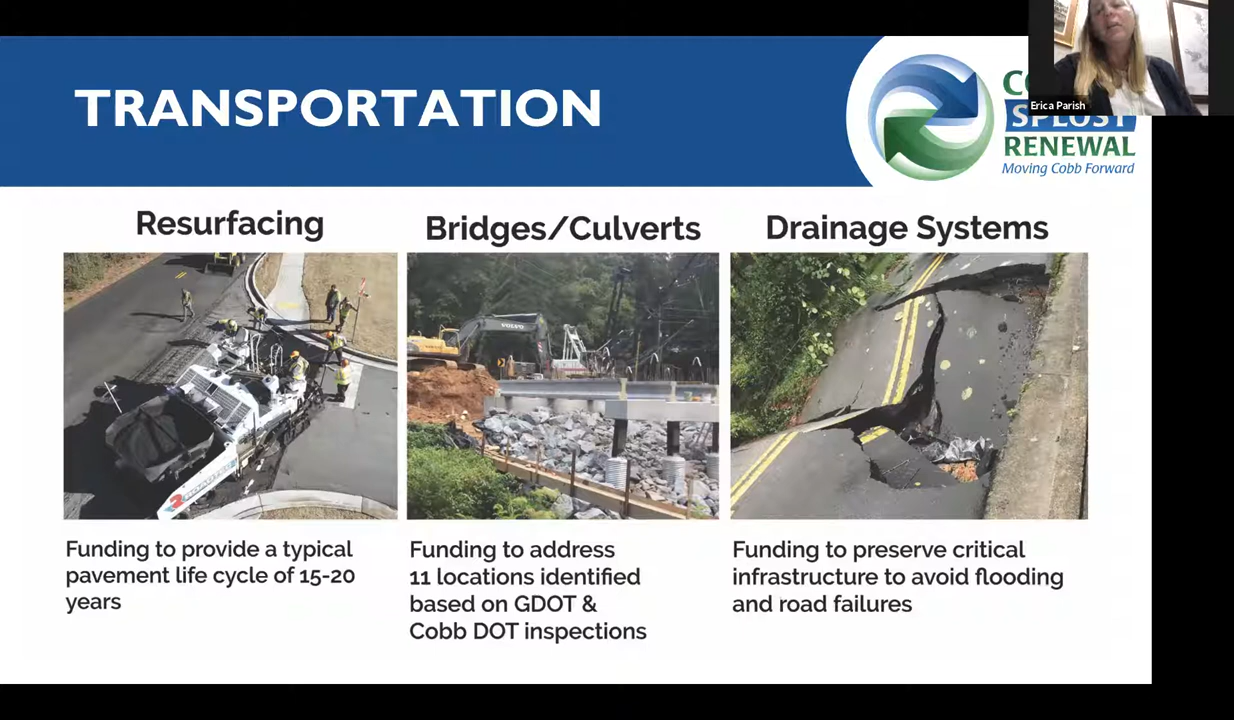 TRANSPORTATION
Erica Parish
SPLOST
RENEWAL
Moving Cobb Forward
Resurfacing
Bridges/Culverts
Drainage Systems
VOLVO
Funding to provide a typical
pavement life cycle of 15-20
years
Funding to address
11 locations identified
based on GDOT &
Cobb DOT inspections
Funding to preserve critical
infrastructure to avoid flooding
and road failures